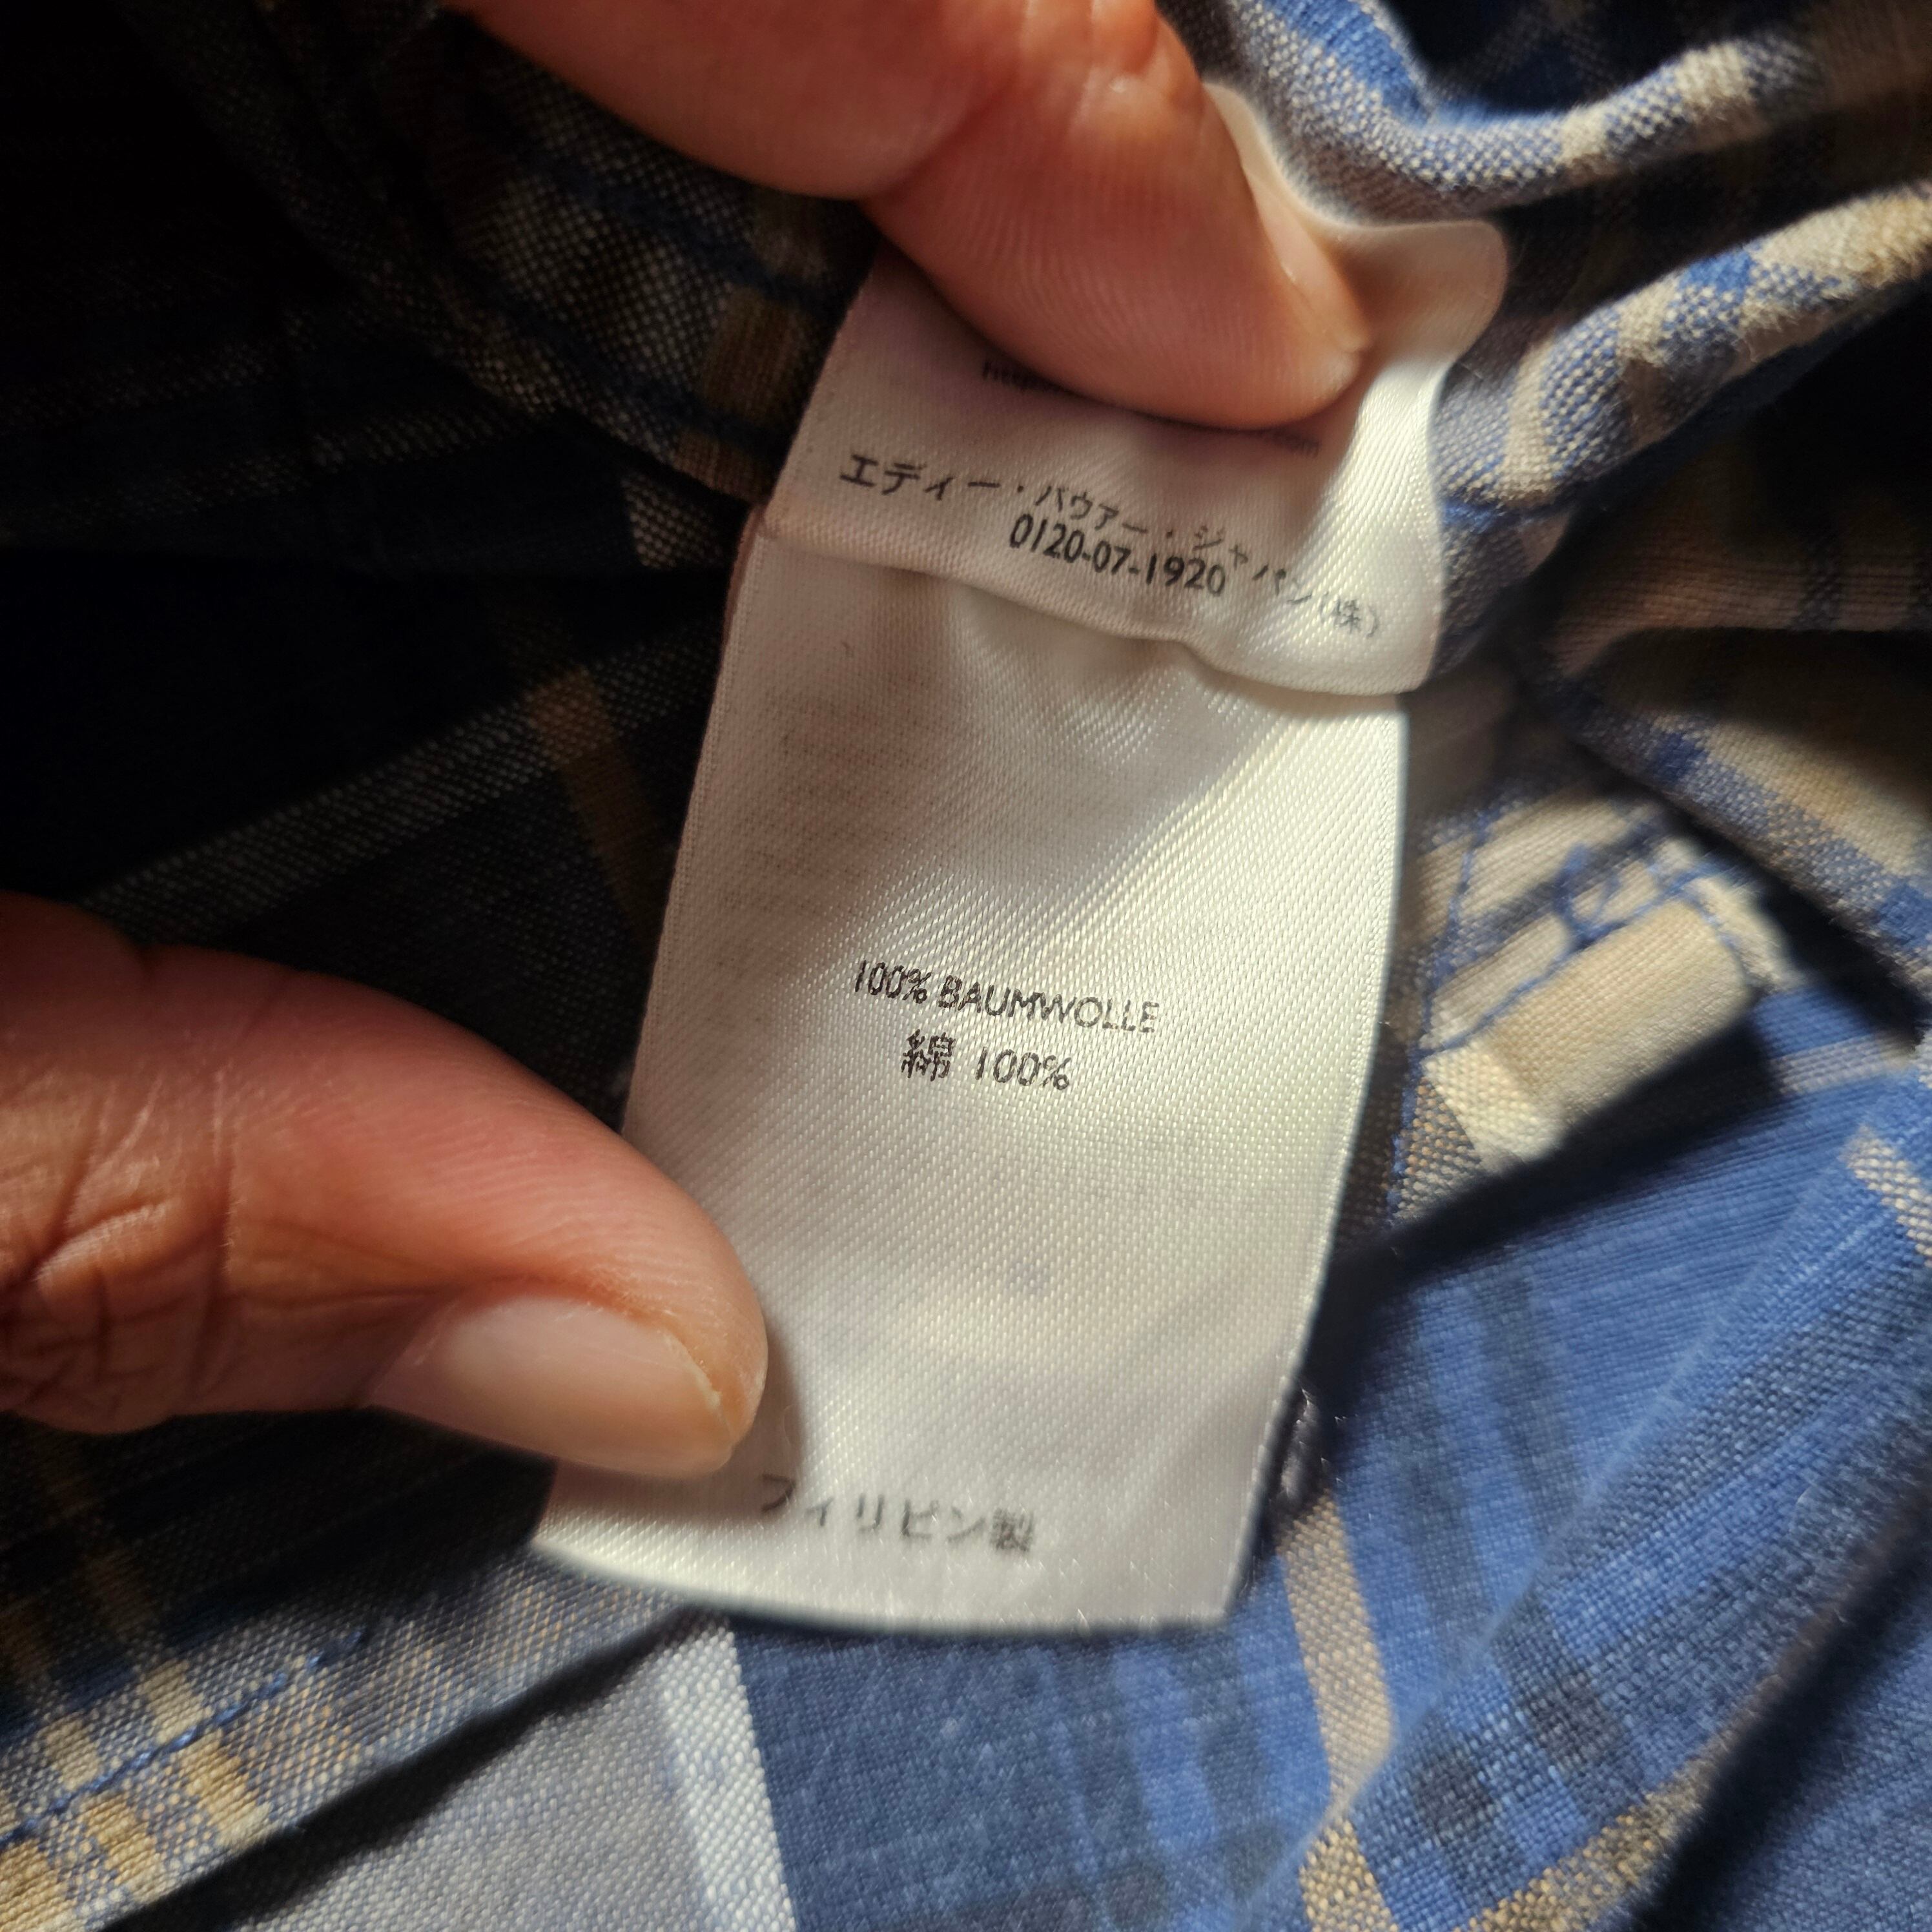 エディー・バウアー・ジャパン(株)
0120-07-1920
100% BAUMWOLLE
綿 100%
フィリピン製